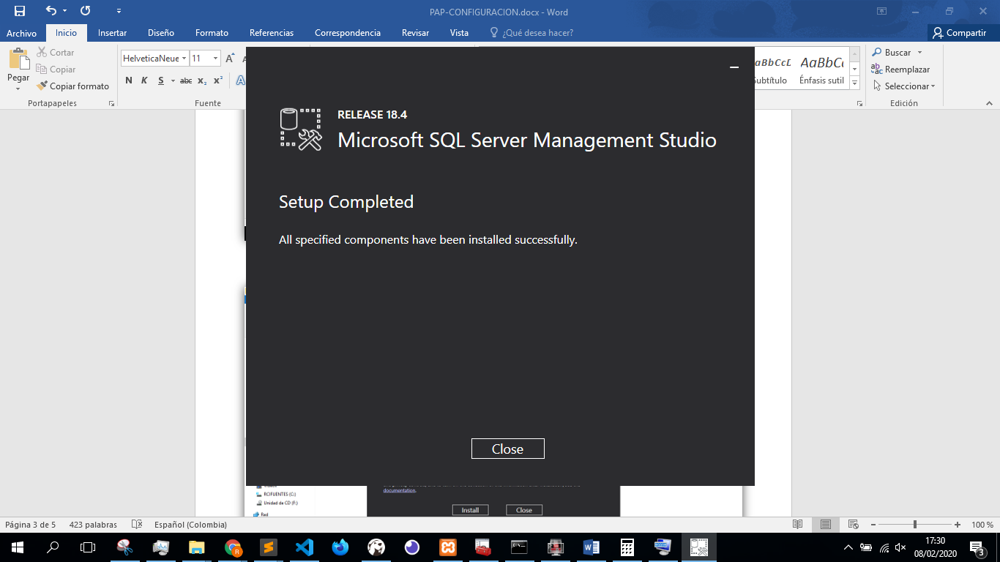 PAP-CONFIGURACION.docx - Word
Archivo Inicio Insertar Diseño Formato Referencias Correspondencia Revisar Vista ¿Qué desea hacer? Compartir
Pegar
Cortar
Copiar
Copiar formato
Portapapeles
HelveticaNeue 11 A
N K S abc x₂ x²
Fuente
RELEASE 18.4
Microsoft SQL Server Management Studio
Setup Completed
All specified components have been installed successfully.
Close
AaBbCc
Énfasis sutil
Buscar
Reemplazar
Seleccionar
Edición
documentation.
RCIFUENTES (C:)
Unidad de CD (F:)
Red
Install Close
Página 3 de 5 423 palabras Español (Colombia) 100 %
17:30
08/02/2020
3